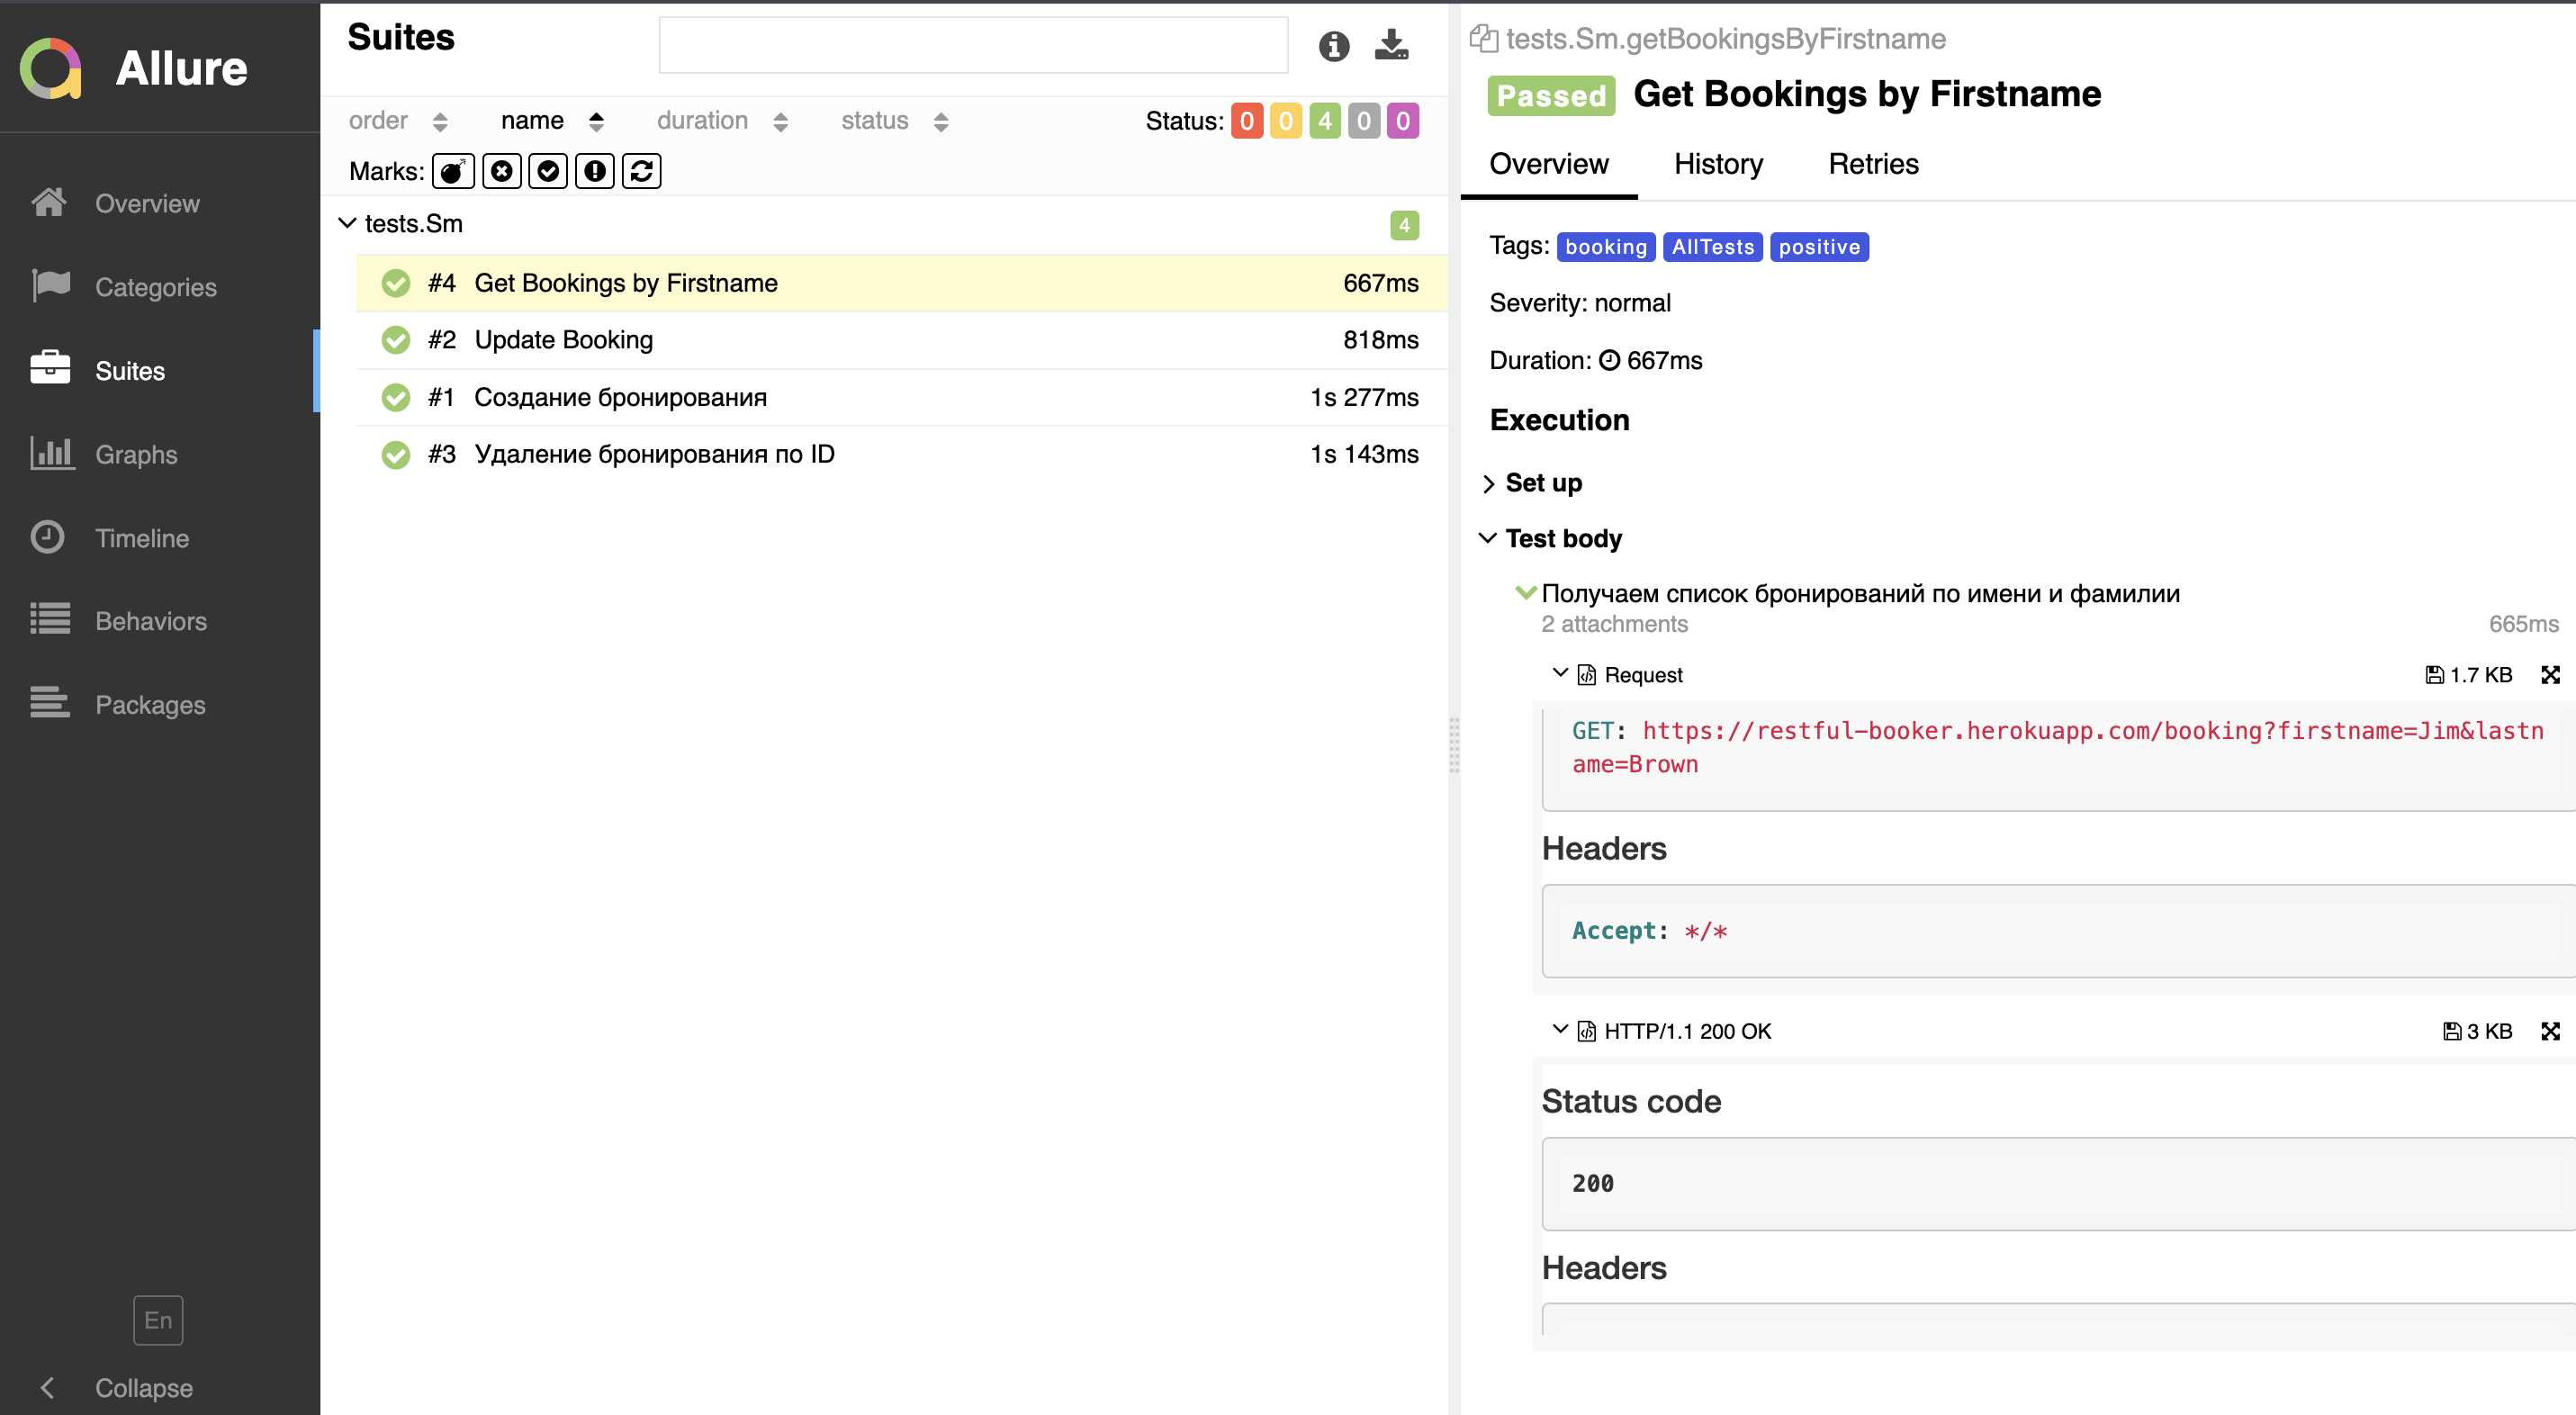 Allure
Overview
Categories
Suites
Graphs
Timeline
Behaviors
Packages
En
Collapse
Suites
order name duration status Status: 0 0 4 0 0
Marks:
tests.Sm 4
#4 Get Bookings by Firstname 667ms
#2 Update Booking 818ms
#1 Создание бронирования 1s 277ms
#3 Удаление бронирования по ID 1s 143ms
tests.Sm.getBookingsByFirstname
Passed Get Bookings by Firstname
Overview History Retries
Tags: booking AllTests positive
Severity: normal
Duration: 667ms
Execution
Set up
Test body
Получаем список бронирований по имени и фамилии
2 attachments 665ms
Request 1.7 KB
GET: https://restful-booker.herokuapp.com/booking?firstname=Jim&lastn
ame=Brown
Headers
Accept: */*
HTTP/1.1 200 OK 3 KB
Status code
200
Headers